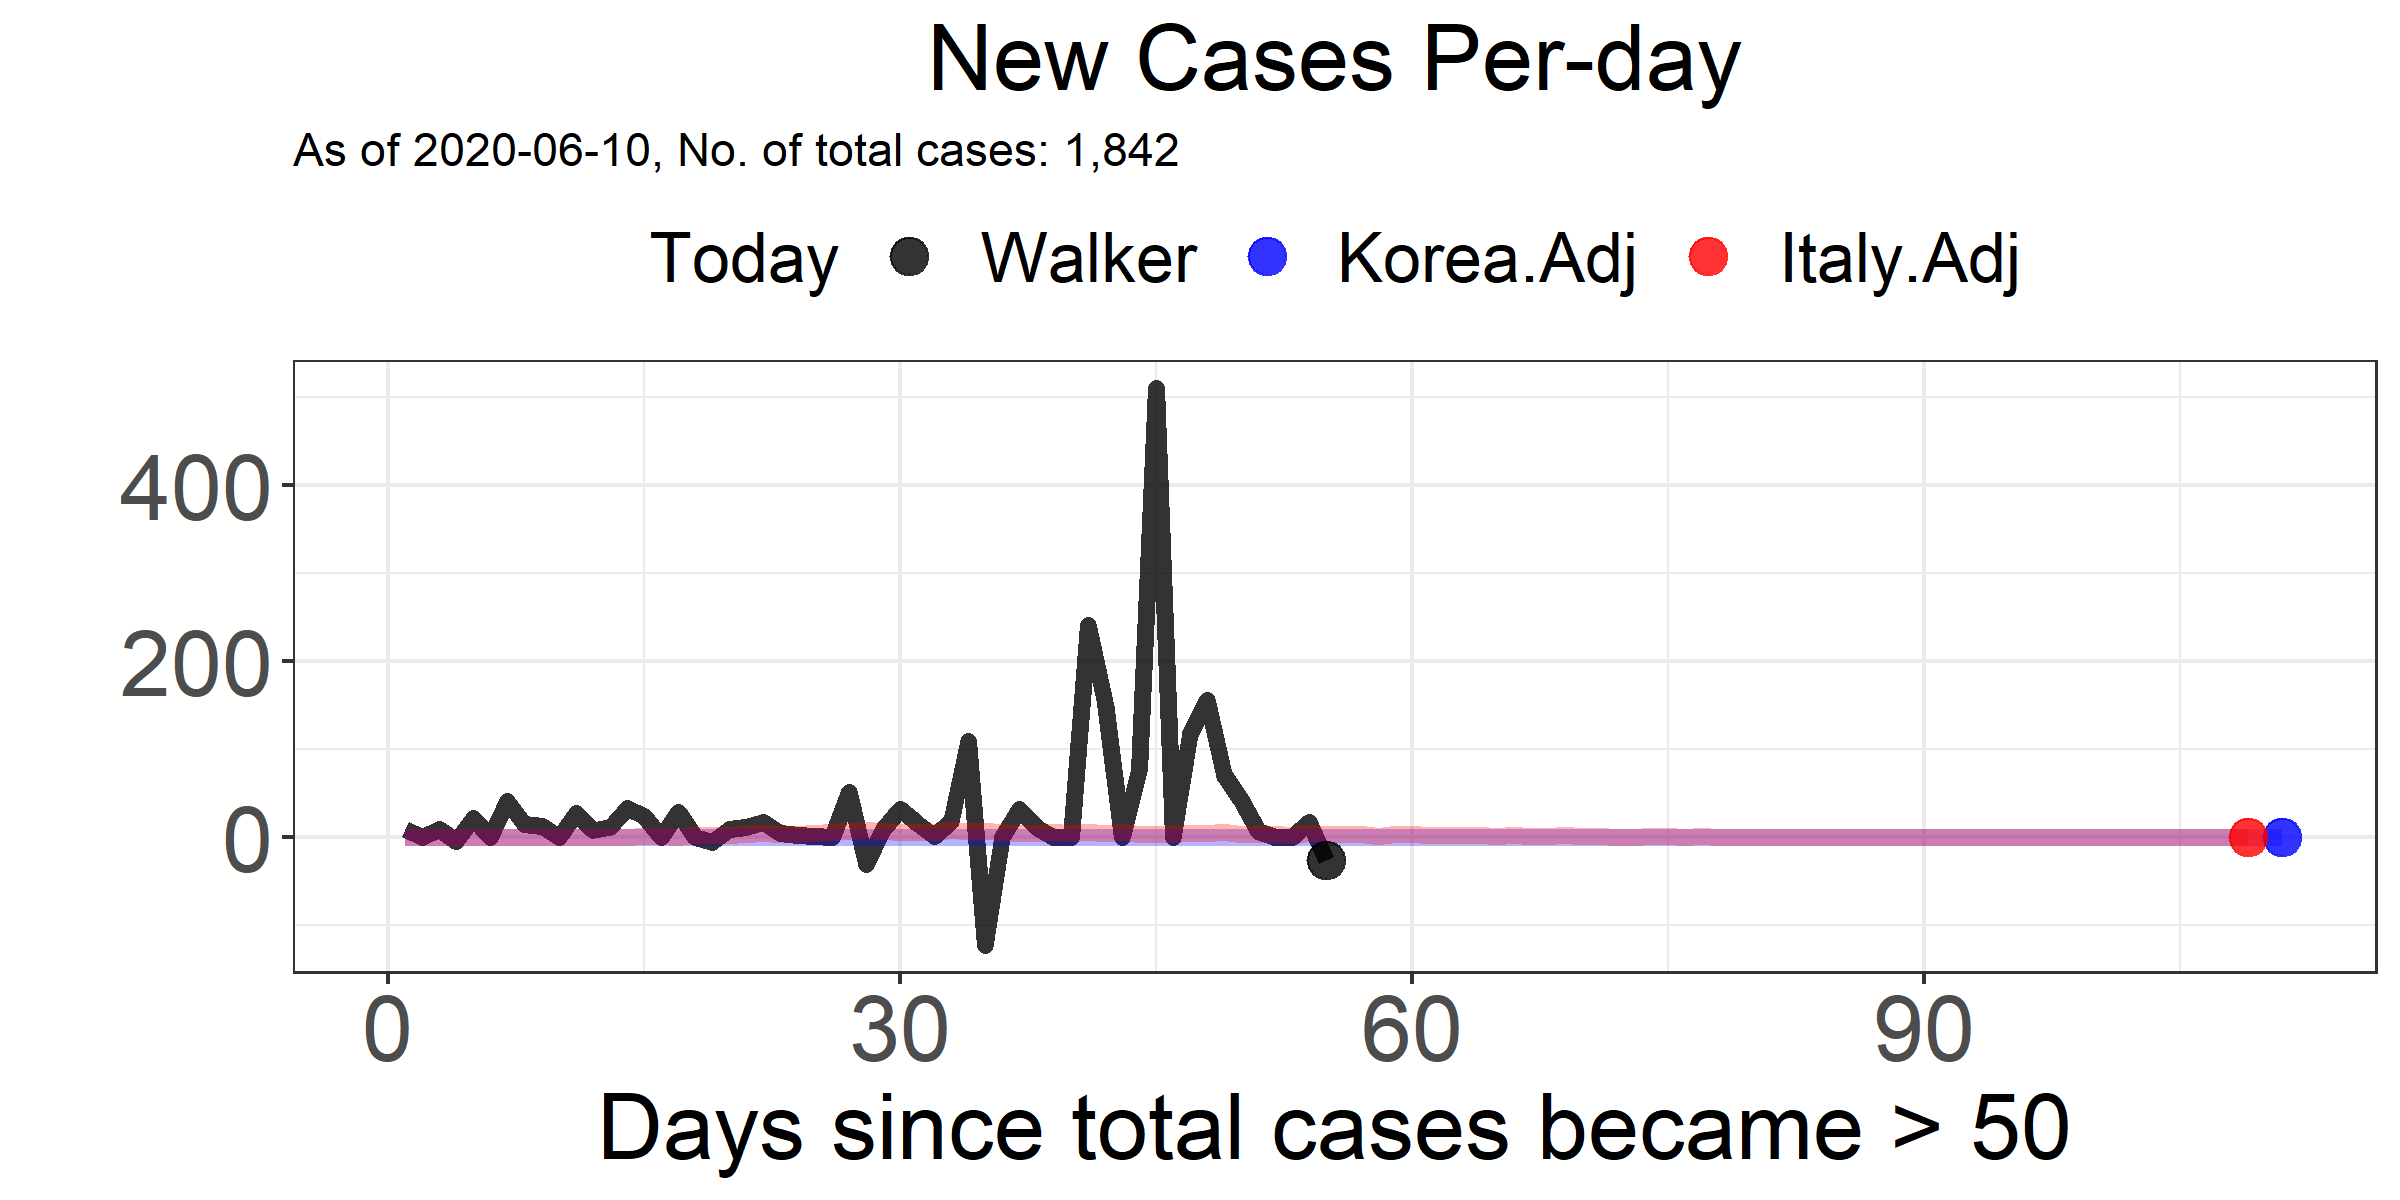 New Cases Per-day
As of 2020-06-10, No. of total cases: 1,842
Today Walker Korea.Adj Italy.Adj
400
200
0
0 30 60 90
Days since total cases became > 50